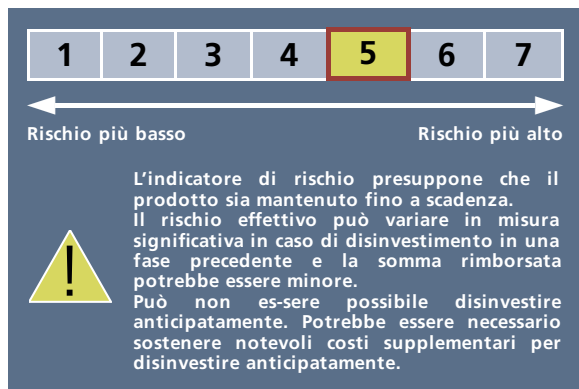 1 2 3 4 5 6 7
Rischio più basso Rischio più alto
L'indicatore di rischio presuppone che il
prodotto sia mantenuto fino a scadenza.
Il rischio effettivo può variare in misura
significativa in caso di disinvestimento in una
fase precedente e la somma rimborsata
potrebbe essere minore.
Può non es-sere possibile disinvestire
anticipatamente. Potrebbe essere necessario
sostenere notevoli costi supplementari per
disinvestire anticipatamente.
!